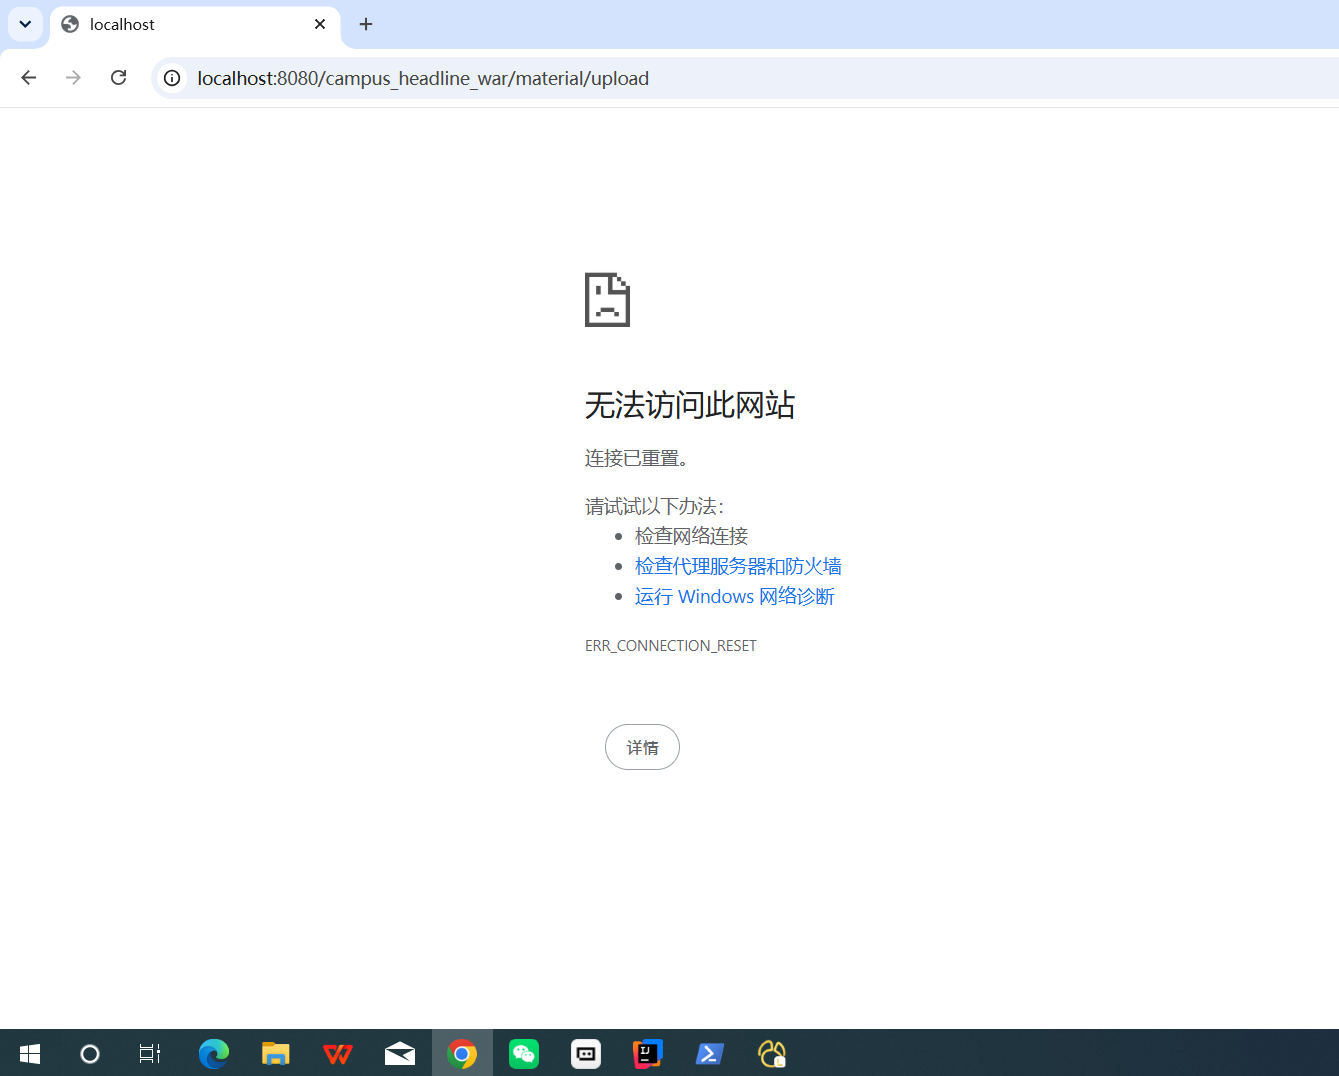 localhost
localhost:8080/campus_headline_war/material/upload
无法访问此网站
连接已重置。
请试试以下办法：
检查网络连接
检查代理服务器和防火墙
运行 Windows 网络诊断
ERR_CONNECTION_RESET
详情